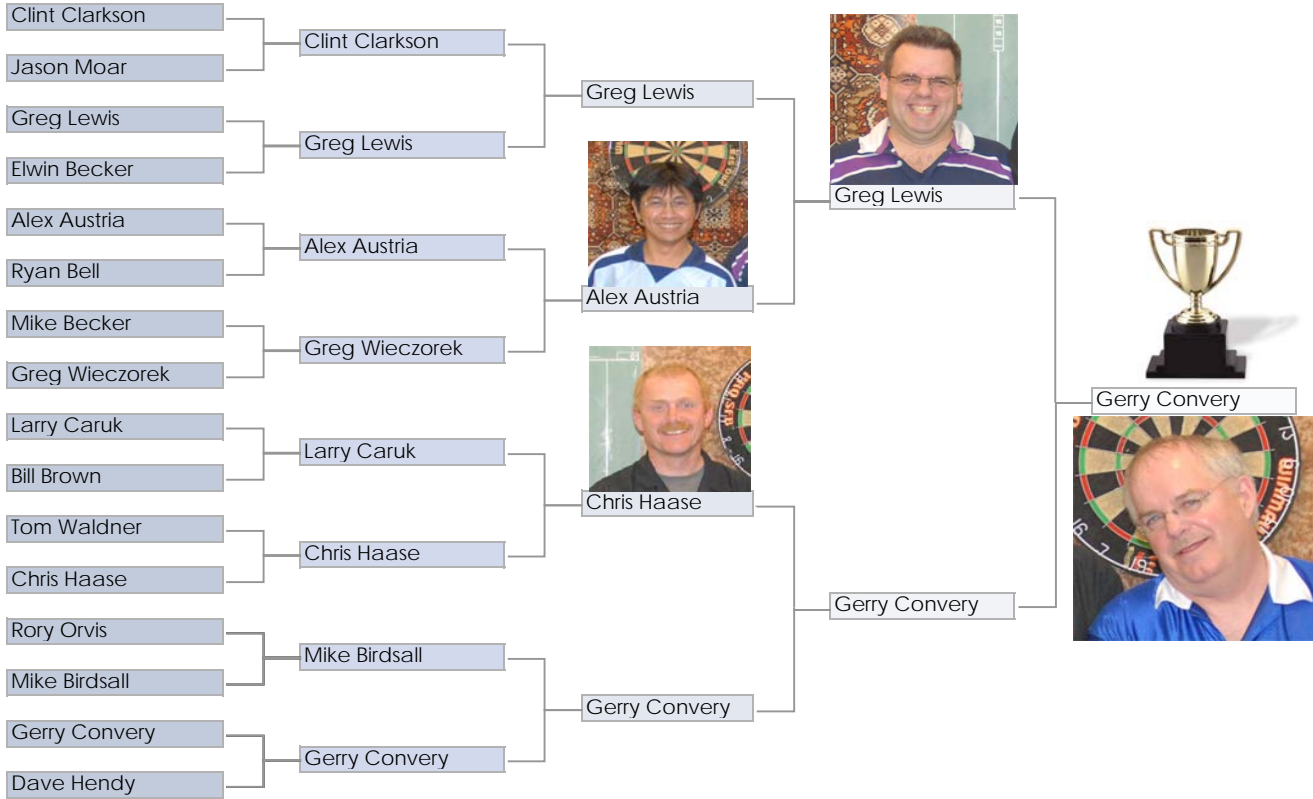 Clint Clarkson
Jason Moar
Greg Lewis
Elwin Becker
Alex Austria
Ryan Bell
Mike Becker
Greg Wieczorek
Larry Caruk
Bill Brown
Tom Waldner
Chris Haase
Rory Orvis
Mike Birdsall
Gerry Convery
Dave Hendy
Clint Clarkson
Greg Lewis
Alex Austria
Greg Wieczorek
Larry Caruk
Chris Haase
Mike Birdsall
Gerry Convery
Greg Lewis
Alex Austria
Chris Haase
Gerry Convery
Greg Lewis
Gerry Convery
Gerry Convery